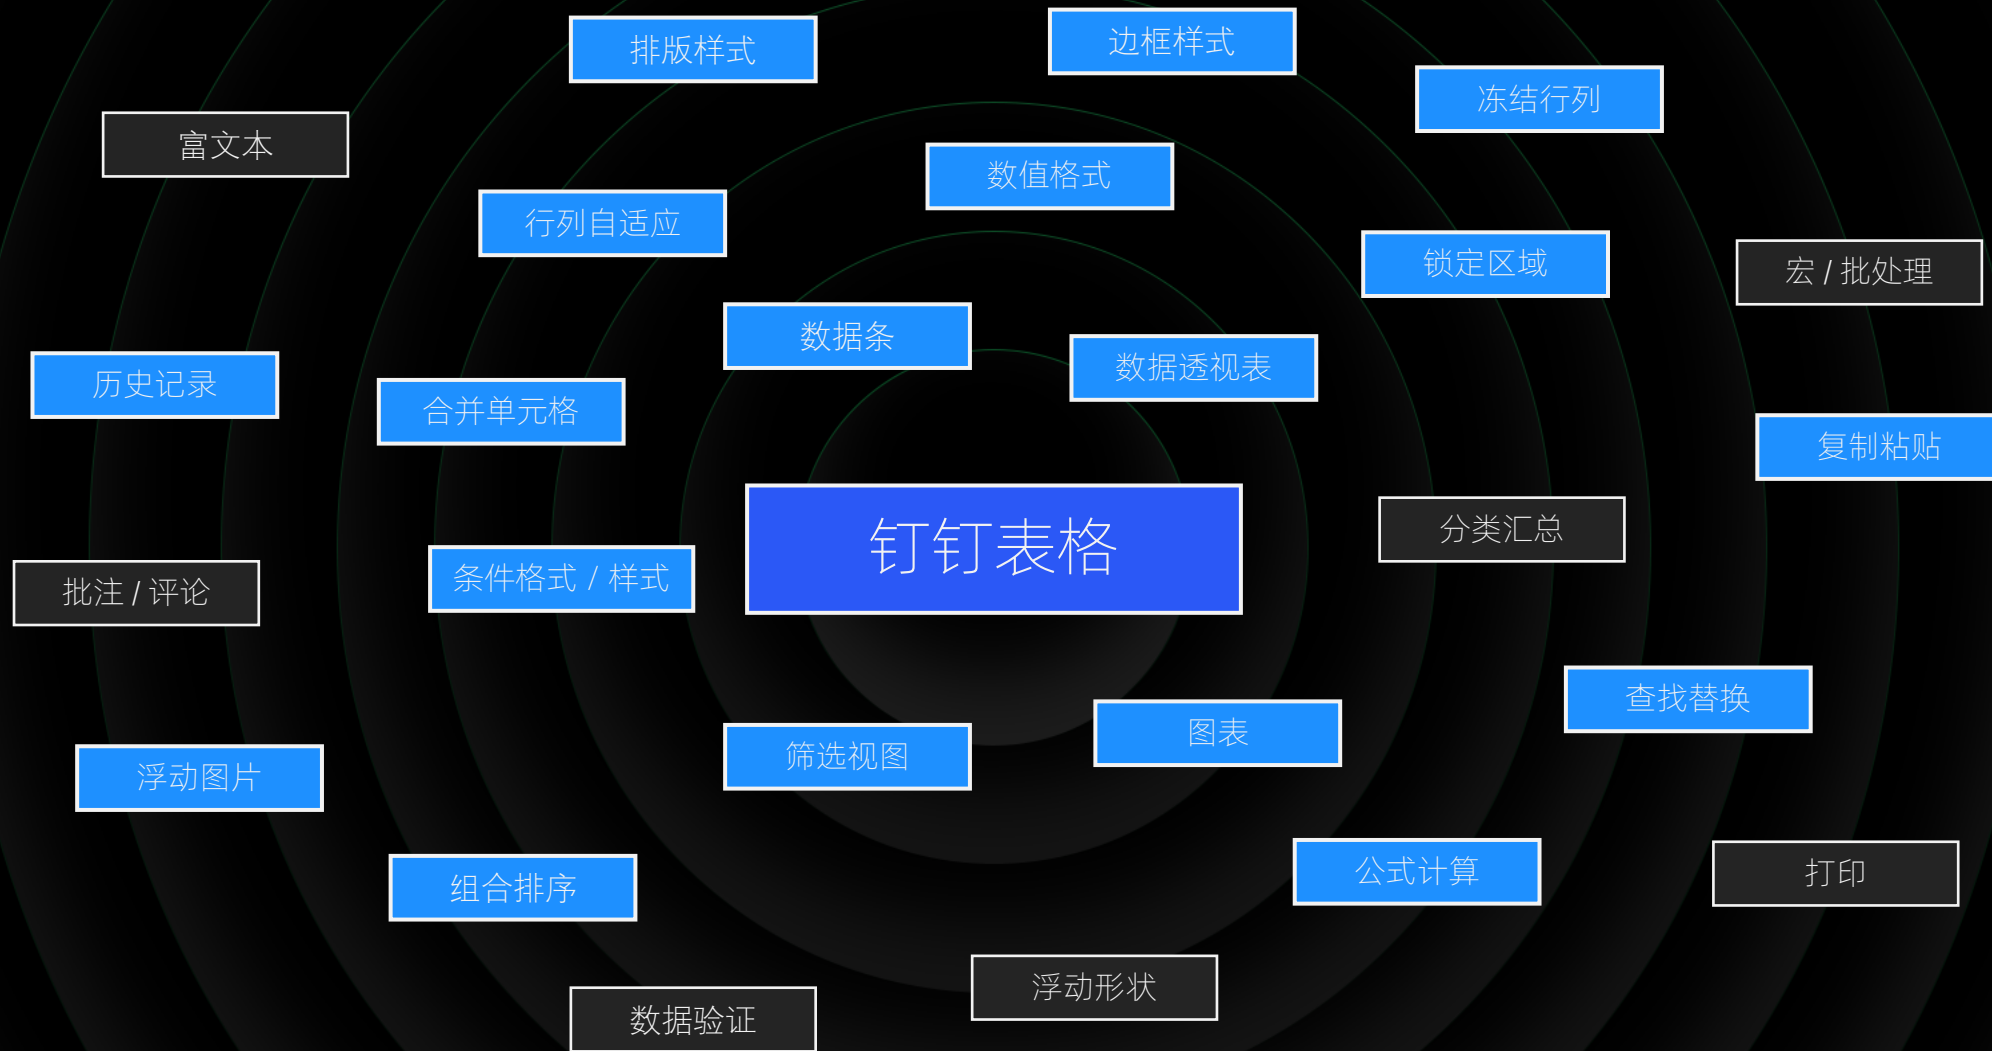 排版样式
边框样式
冻结行列
富文本
数值格式
行列自适应
锁定区域
宏 / 批处理
数据条
数据透视表
历史记录
合并单元格
复制粘贴
钉钉表格
分类汇总
条件格式 / 样式
批注 / 评论
查找替换
图表
筛选视图
浮动图片
公式计算
打印
组合排序
浮动形状
数据验证